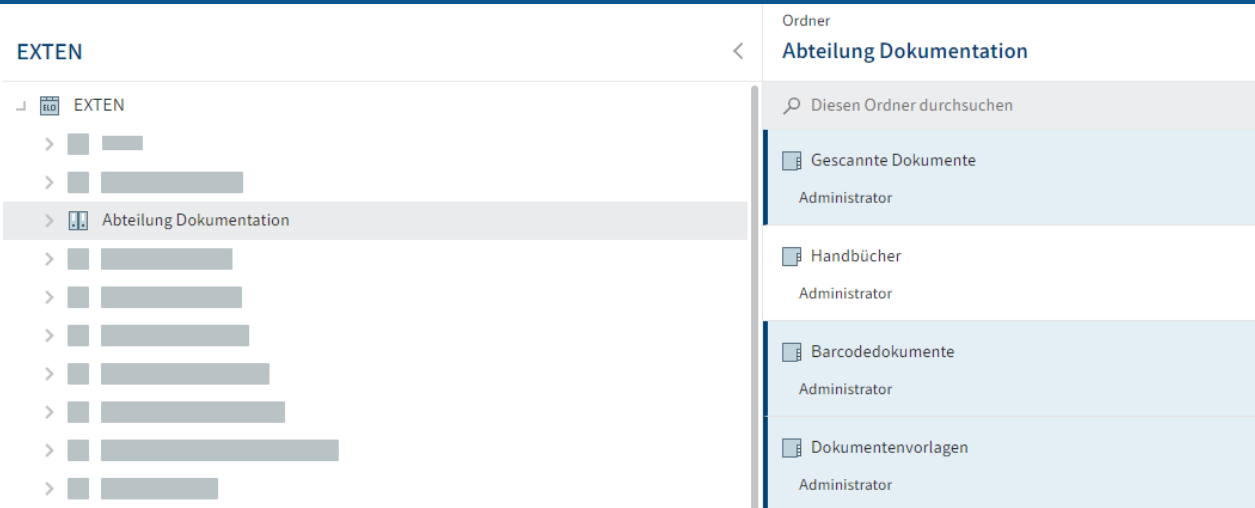 EXTEN
ELO EXTEN
Abteilung Dokumentation
Ordner
Abteilung Dokumentation
Diesen Ordner durchsuchen
Gescannte Dokumente
Administrator
Handbücher
Administrator
Barcodedokumente
Administrator
Dokumentenvorlagen
Administrator